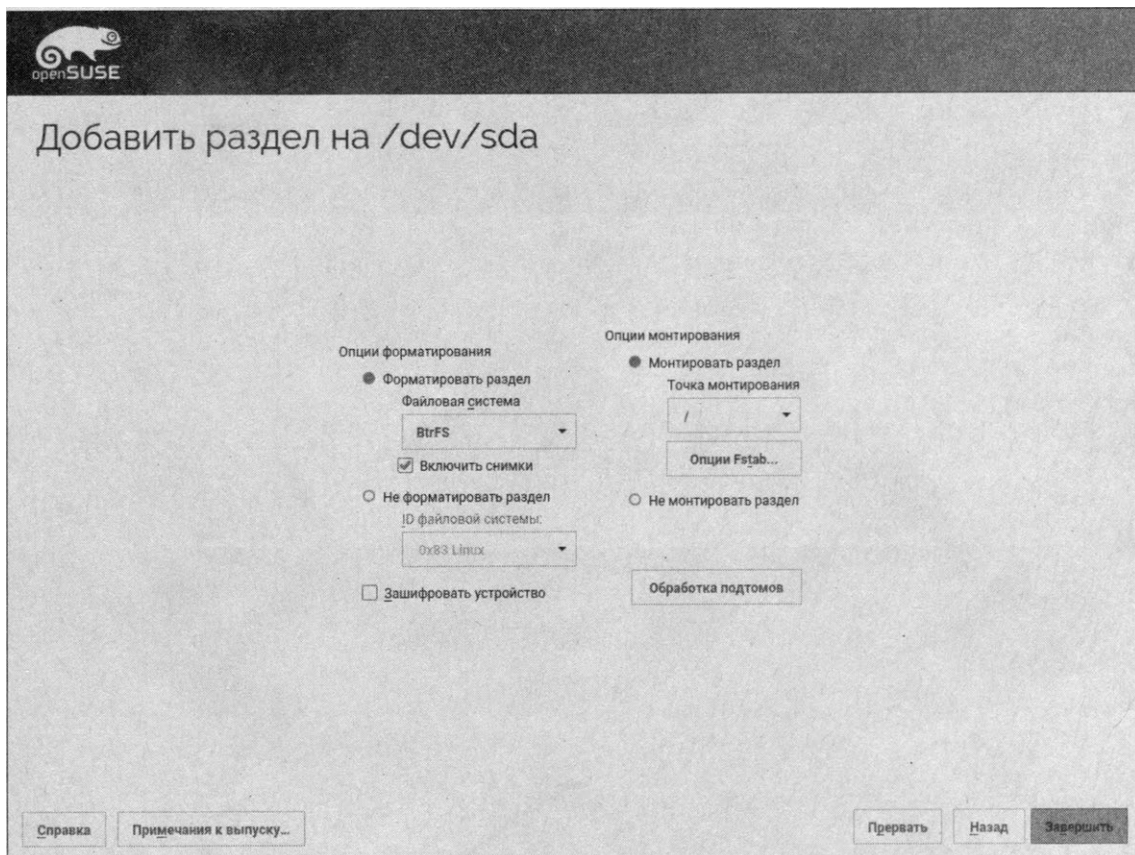 openSUSE
Добавить раздел на /dev/sda
Опции форматирования
Форматировать раздел
Файловая система
BtrFS
Включить снимки
Не форматировать раздел
ID файловой системы:
0x83 Linux
Зашифровать устройство
Опции монтирования
Монтировать раздел
Точка монтирования
/
Опции Fstab...
Не монтировать раздел
Обработка подтомов
Справка
Примечания к выпуску...
Прервать
Назад
Завершить